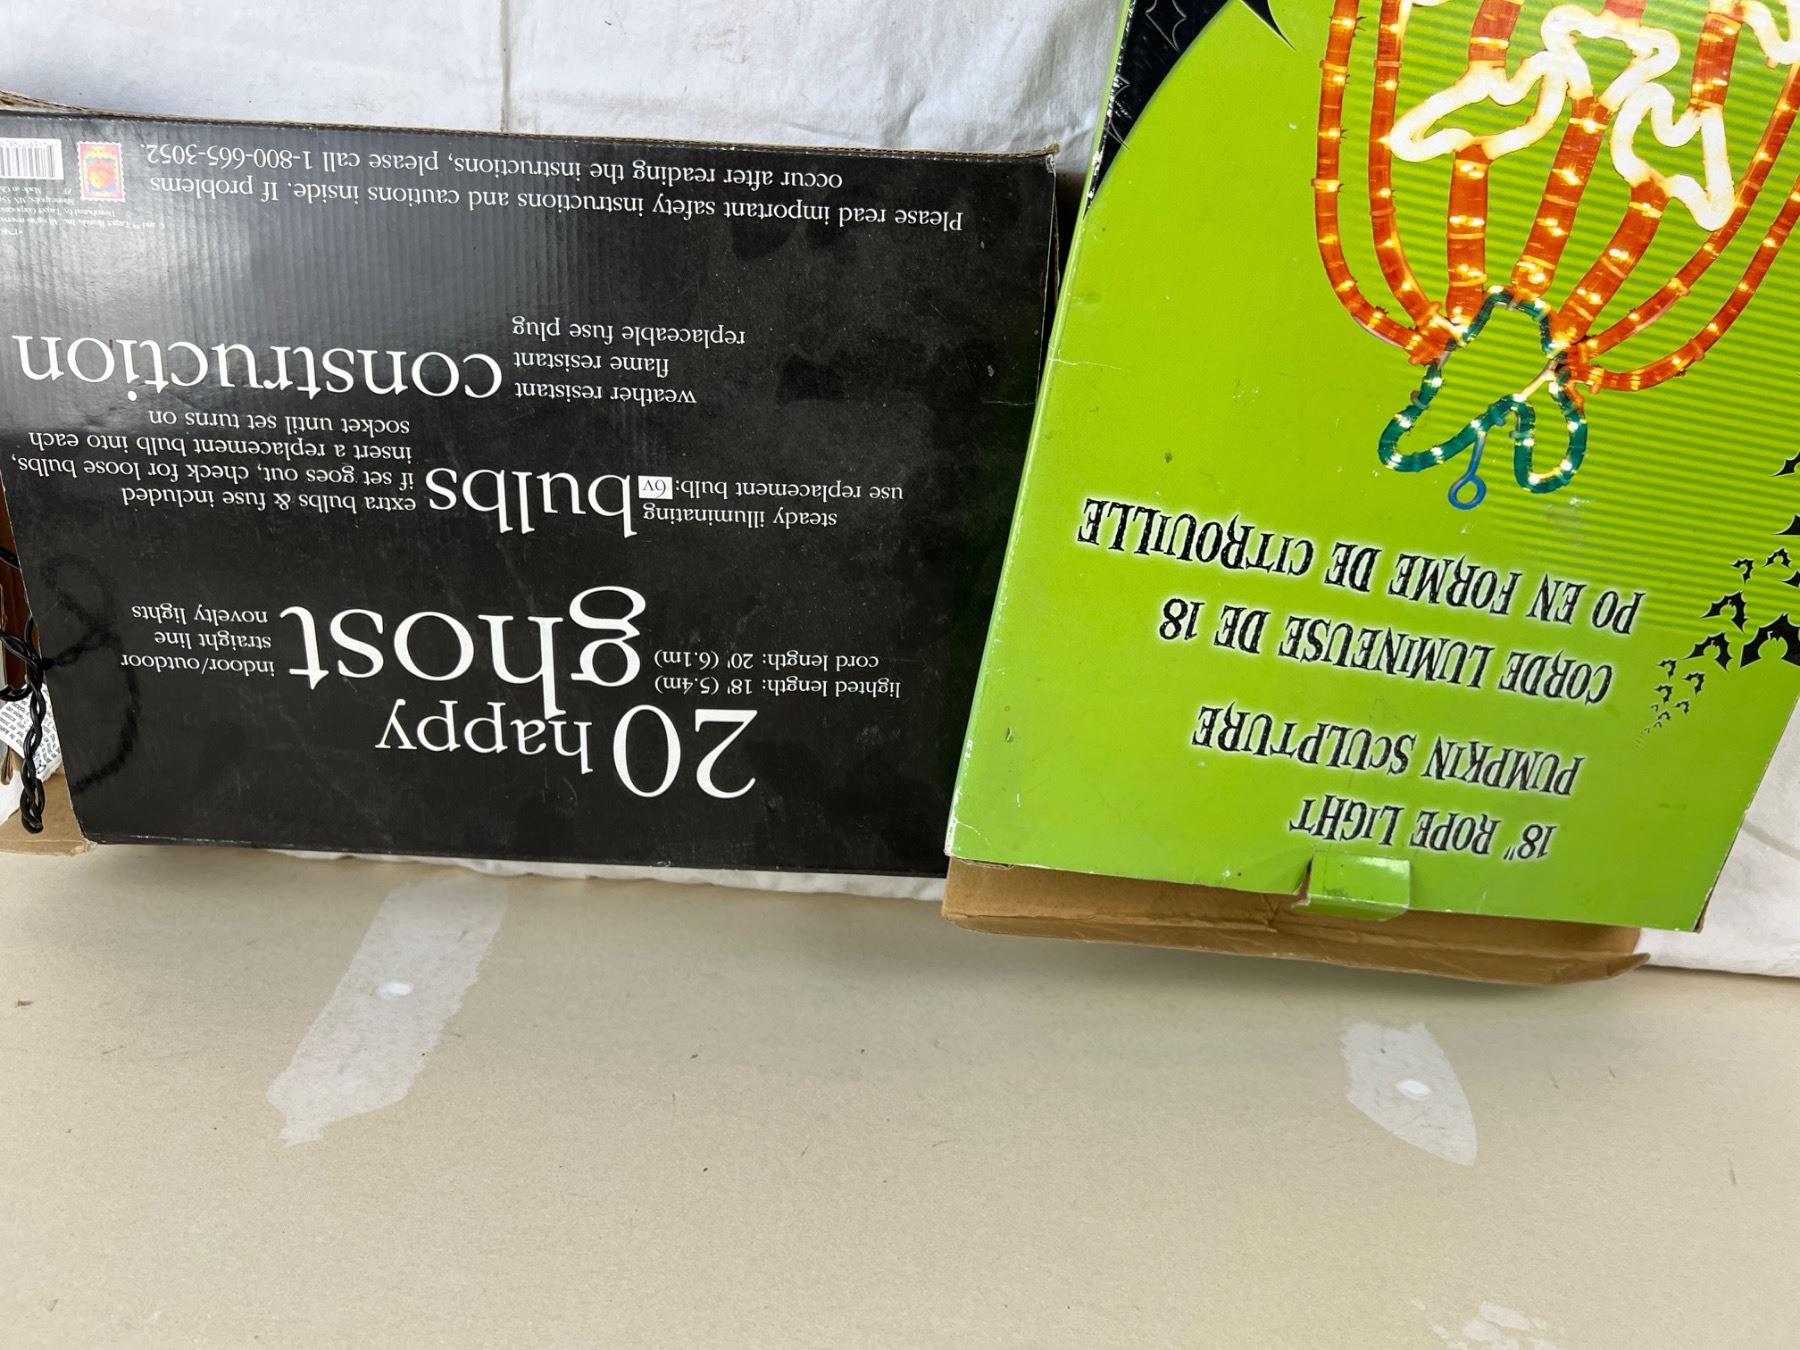 20 happy
ghost
lighted length: 18' (5.4m)
cord length: 20' (6.1m)
indoor/outdoor
straight line
novelty lights
bulbs
steady illuminating
use replacement bulb: 6v
extra bulbs & fuse included
if set goes out, check for loose bulbs,
insert a replacement bulb into each
socket until set turns on
construction
weather resistant
flame resistant
replaceable fuse plug
Please read important safety instructions and cautions inside. If problems
occur after reading the instructions, please call 1-800-665-3052.
18" ROPE LIGHT
PUMPKIN SCULPTURE
CORDE LUMINEUSE DE 18
PO EN FORME DE CITROUILLE